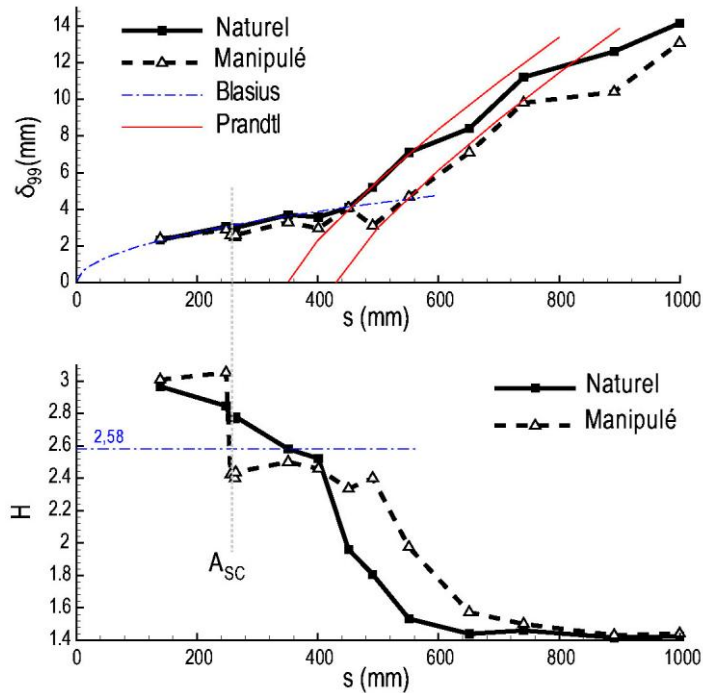 14
12
10
8
6
4
2
0
δ99(mm)
Naturel
Manipulé
Blasius
Prandtl
0 200 400 600 800 1000
s (mm)
3
2.8
2.6
2.4
2.2
2
1.8
1.6
1.4
H
2,58
Naturel
Manipulé
ASC
0 200 400 600 800 1000
s (mm)